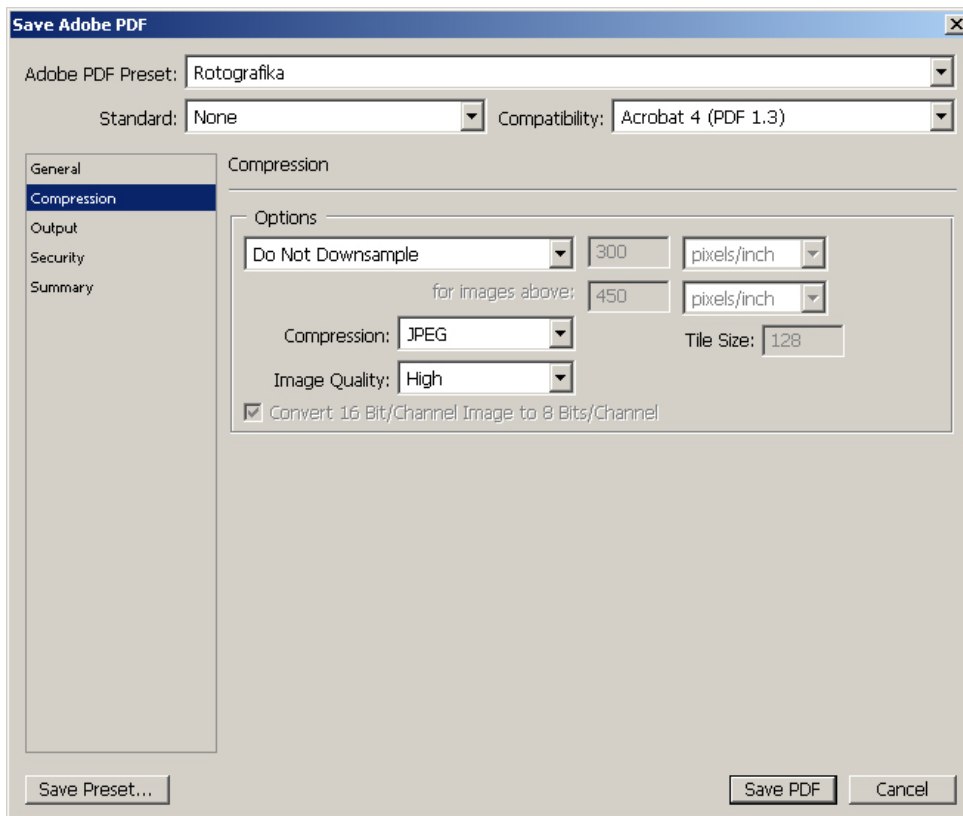 Save Adobe PDF
Adobe PDF Preset: Rotografika
Standard: None Compatibility: Acrobat 4 (PDF 1.3)
General
Compression
Output
Security
Summary
Compression
Options
Do Not Downsample 300 pixels/inch
for images above: 450 pixels/inch
Compression: JPEG Tile Size: 128
Image Quality: High
Convert 16 Bit/Channel Image to 8 Bits/Channel
Save Preset... Save PDF Cancel